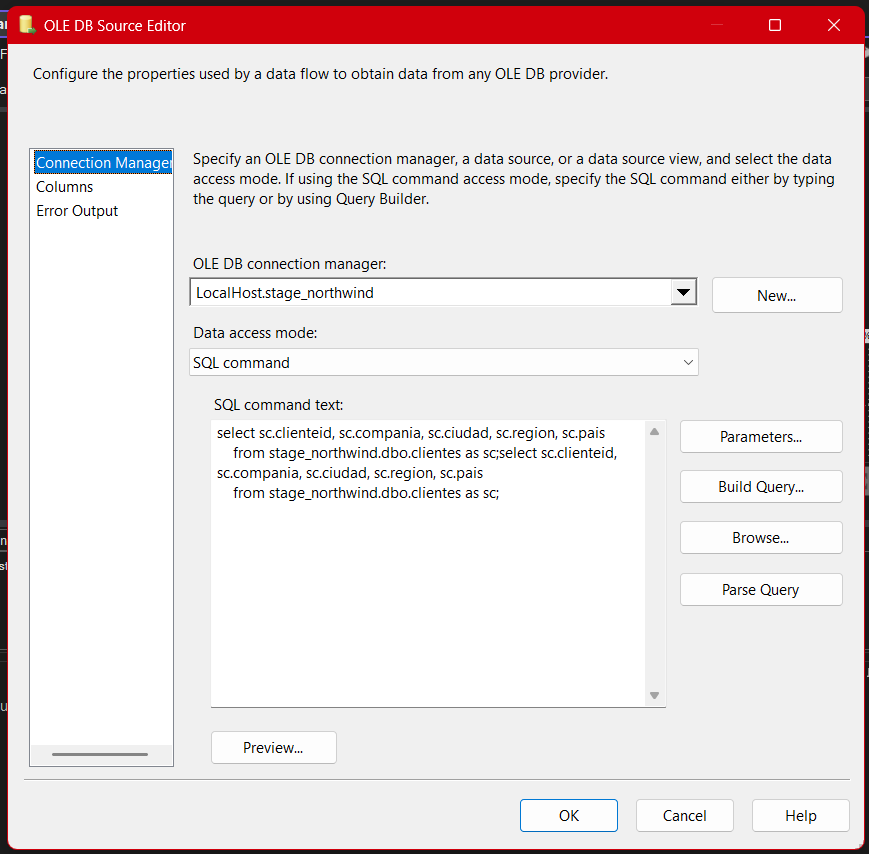 OLE DB Source Editor
Configure the properties used by a data flow to obtain data from any OLE DB provider.
Connection Manager
Columns
Error Output
Specify an OLE DB connection manager, a data source, or a data source view, and select the data
access mode. If using the SQL command access mode, specify the SQL command either by typing
the query or by using Query Builder.
OLE DB connection manager:
LocalHost.stage_northwind
New...
Data access mode:
SQL command
SQL command text:
select sc.clienteid, sc.compania, sc.ciudad, sc.region, sc.pais
from stage_northwind.dbo.clientes as sc;select sc.clienteid,
sc.compania, sc.ciudad, sc.region, sc.pais
from stage_northwind.dbo.clientes as sc;
Parameters...
Build Query...
Browse...
Parse Query
Preview...
OK
Cancel
Help